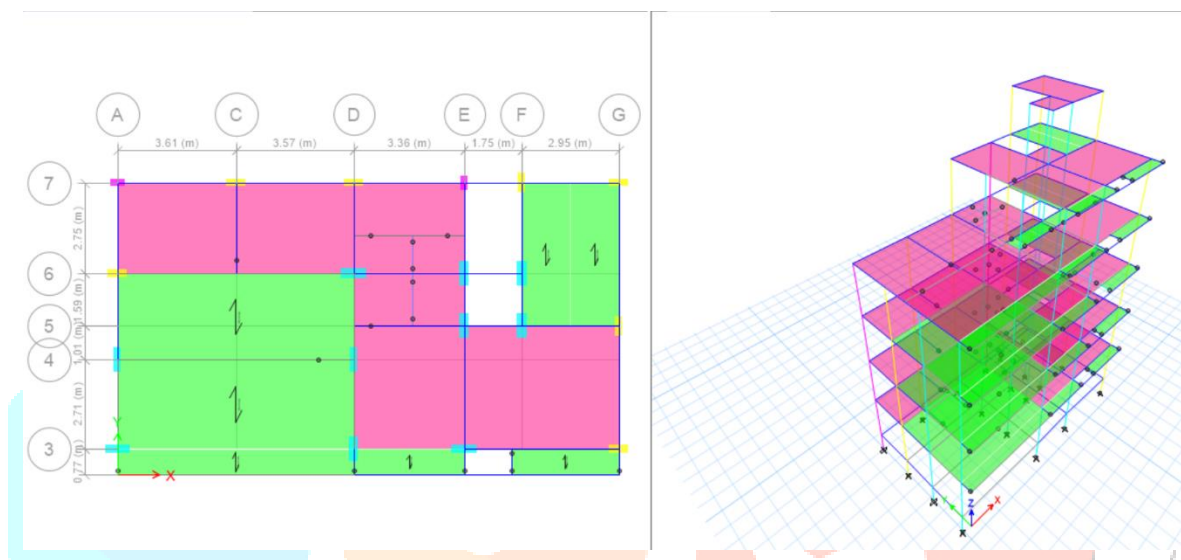 A C D E F G
3.61 (m) 3.57 (m) 3.36 (m) 1.75 (m) 2.95 (m)
7
2.75 (m)
6
1.59 (m)
5
1.01 (m)
4
2.71 (m)
3
0.77 (m)
Y
X
Z
Y
X